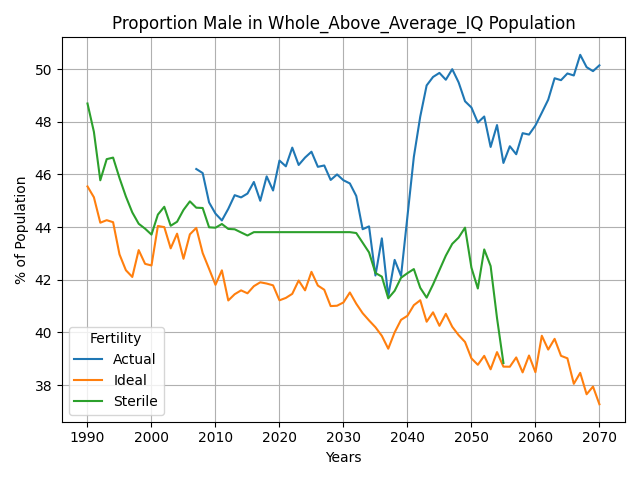 Proportion Male in Whole_Above_Average_IQ Population
% of Population
50
48
46
44
42
40
38
Fertility
Actual
Ideal
Sterile
1990 2000 2010 2020 2030 2040 2050 2060 2070
Years